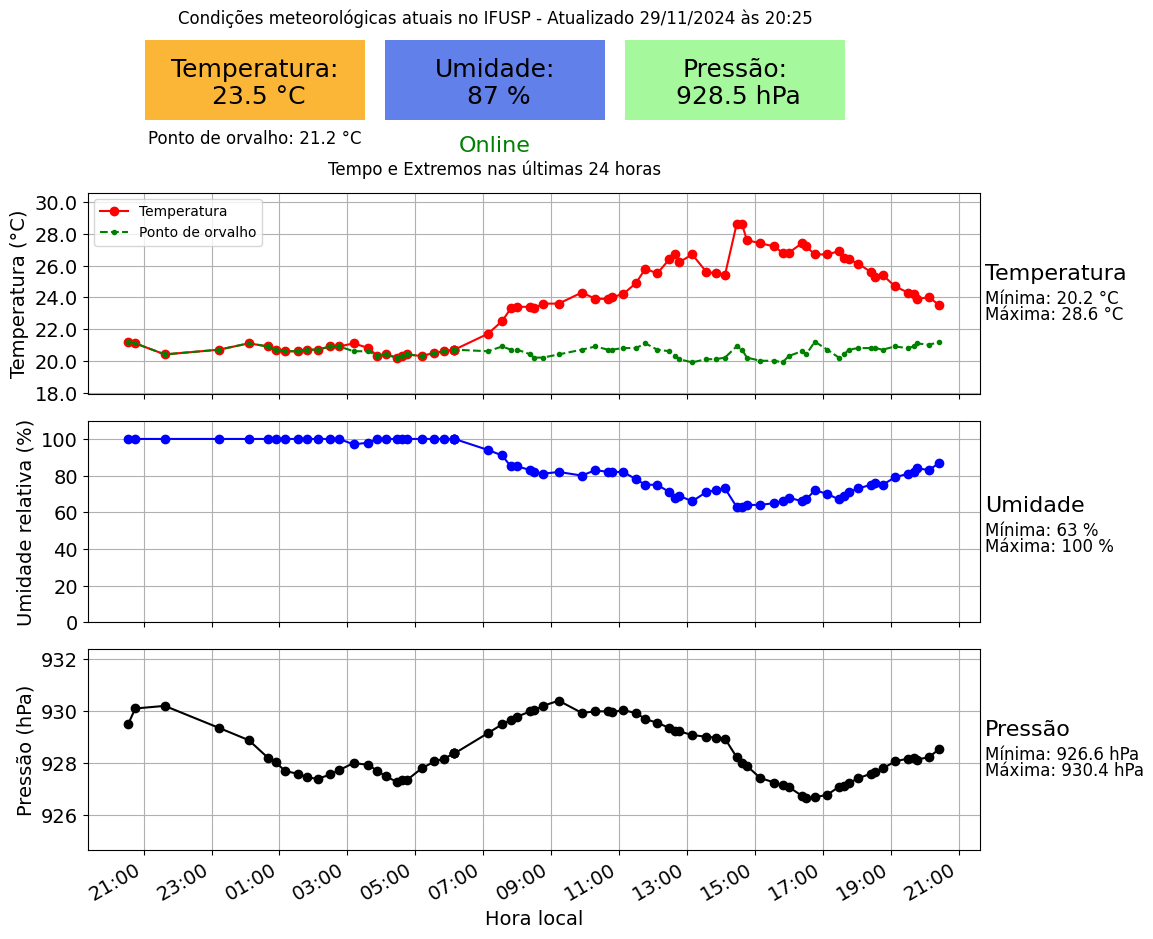 Condições meteorológicas atuais no IFUSP - Atualizado 29/11/2024 às 20:25
Temperatura:
23.5 °C
Umidade:
87 %
Pressão:
928.5 hPa
Ponto de orvalho: 21.2 °C
Online
Tempo e Extremos nas últimas 24 horas
Temperatura (°C)
30.0
28.0
26.0
24.0
22.0
20.0
18.0
Temperatura
Ponto de orvalho
Temperatura
Mínima: 20.2 °C
Máxima: 28.6 °C
Umidade relativa (%)
100
80
60
40
20
0
Umidade
Mínima: 63 %
Máxima: 100 %
Pressão (hPa)
932
930
928
926
Pressão
Mínima: 926.6 hPa
Máxima: 930.4 hPa
21:00 23:00 01:00 03:00 05:00 07:00 09:00 11:00 13:00 15:00 17:00 19:00 21:00
Hora local